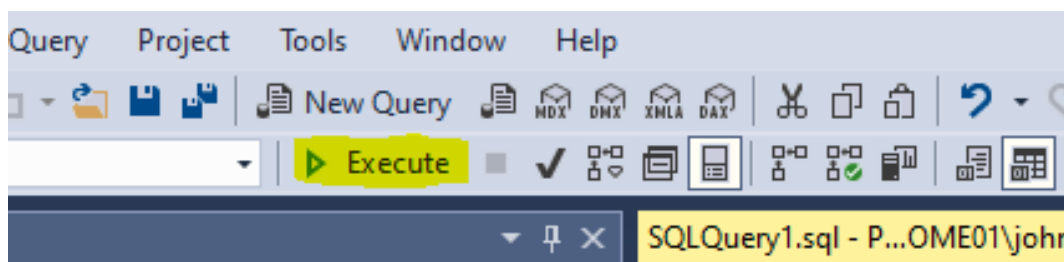 Query Project Tools Window Help
New Query MDX DMX XMLA DAX
Execute
SQLQuery1.sql - P...OME01\john